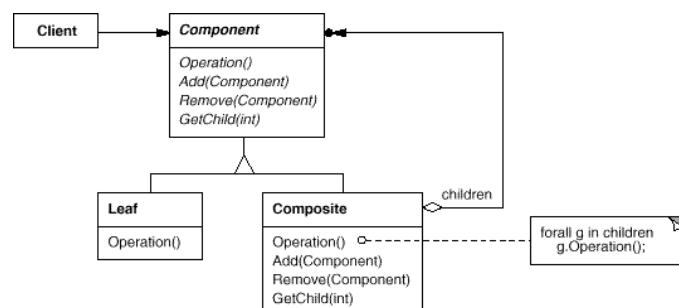 Client
Component
Operation()
Add(Component)
Remove(Component)
GetChild(int)
children
Leaf
Operation()
Composite
Operation()
Add(Component)
Remove(Component)
GetChild(int)
forall g in children
g.Operation();